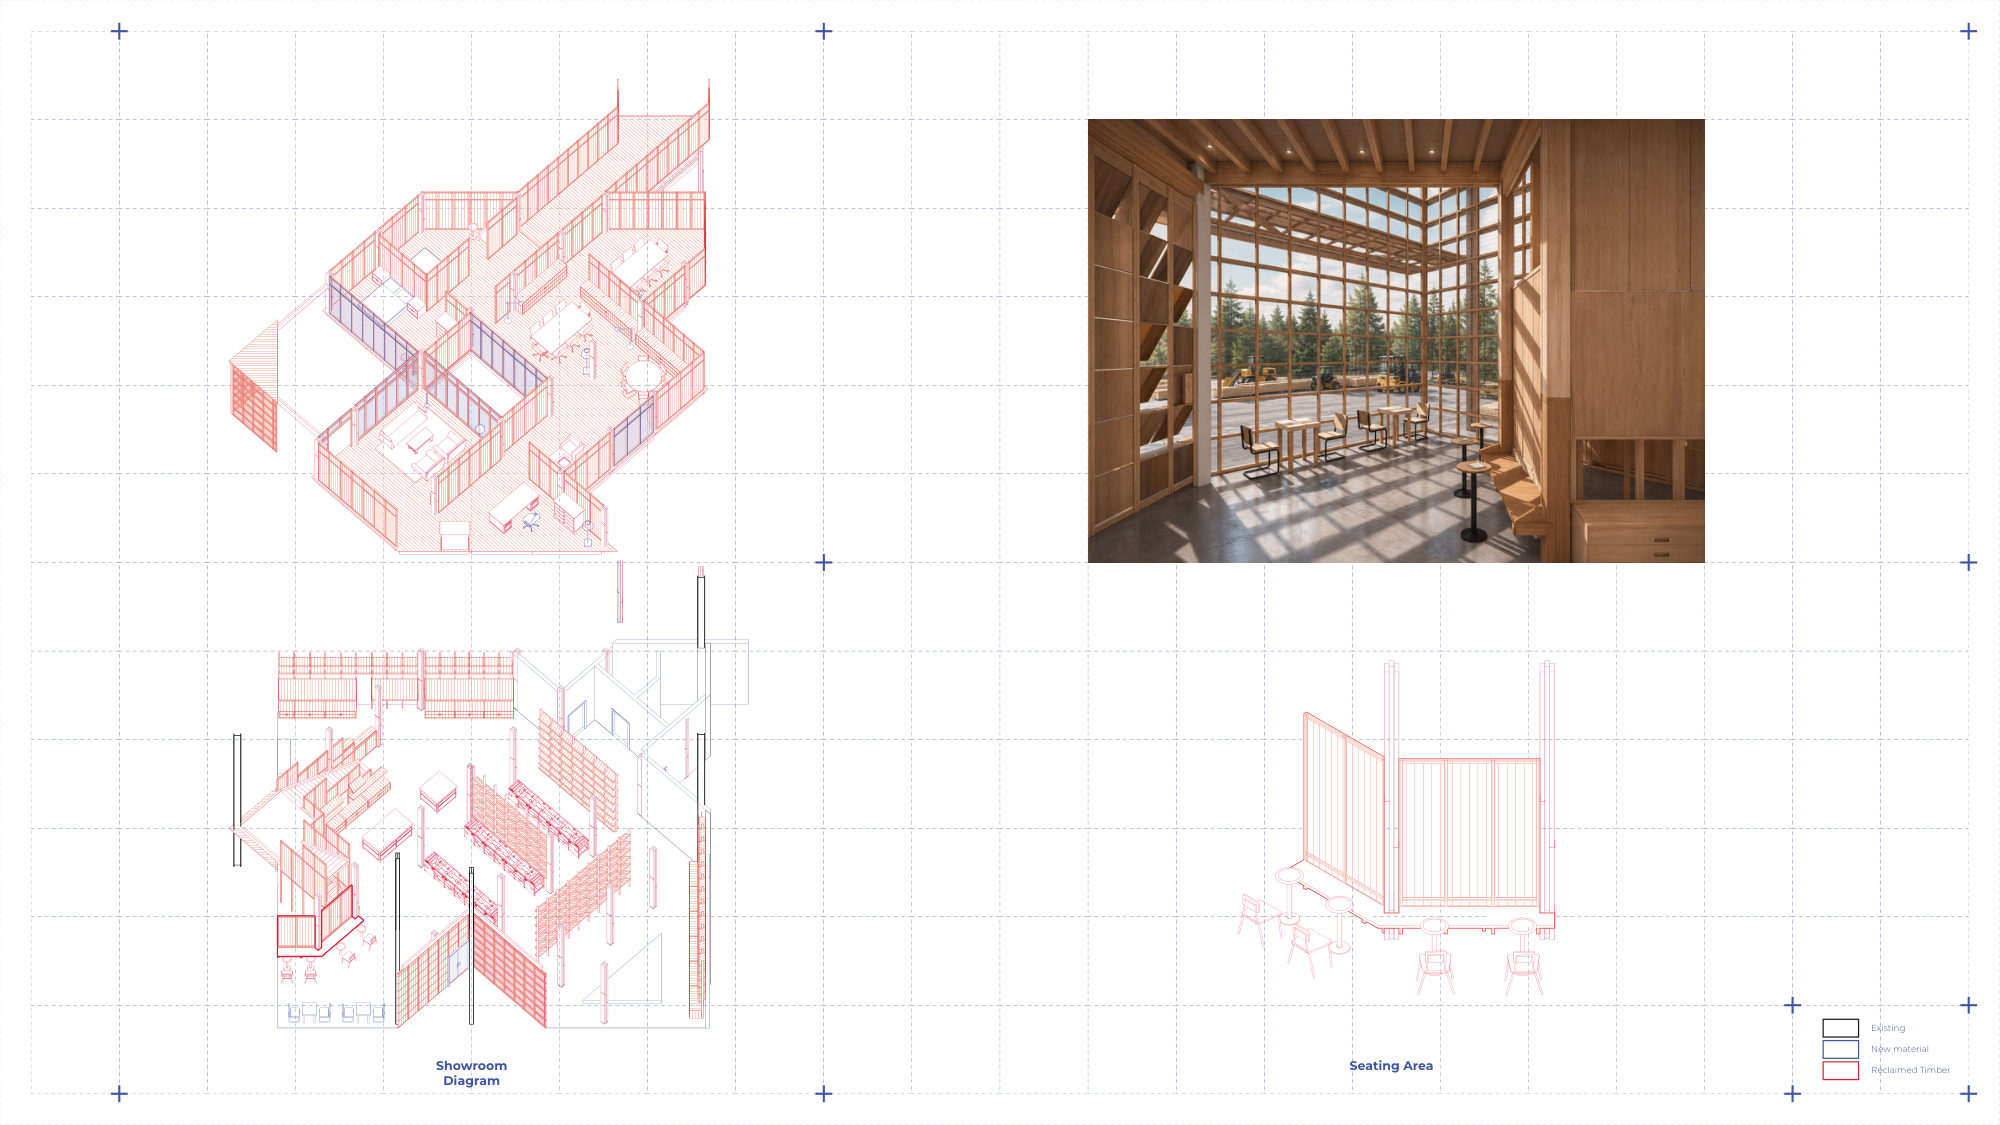 Showroom
Diagram
Seating Area
Existing
New material
Reclaimed Timber